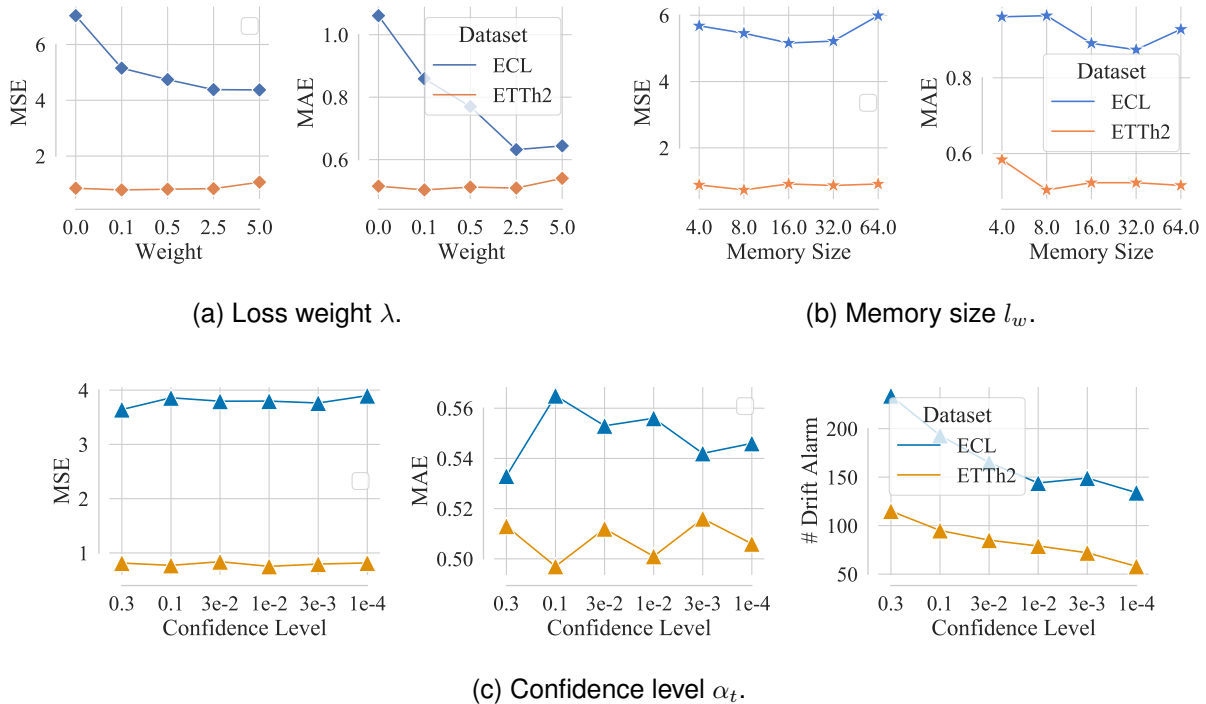 MSE
6
4
2
0.0 0.1 0.5 2.5 5.0
Weight
MAE
1.0
0.8
0.6
Dataset
ECL
ETTh2
0.0 0.1 0.5 2.5 5.0
Weight
(a) Loss weight λ.
MSE
6
4
2
4.0 8.0 16.0 32.0 64.0
Memory Size
MAE
0.8
0.6
Dataset
ECL
ETTh2
4.0 8.0 16.0 32.0 64.0
Memory Size
(b) Memory size l_w.
MSE
4
3
2
1
0.3 0.1 3e-2 1e-2 3e-3 1e-4
Confidence Level
MAE
0.56
0.54
0.52
0.50
0.3 0.1 3e-2 1e-2 3e-3 1e-4
Confidence Level
# Drift Alarm
200
150
100
50
Dataset
ECL
ETTh2
0.3 0.1 3e-2 1e-2 3e-3 1e-4
Confidence Level
(c) Confidence level α_t.